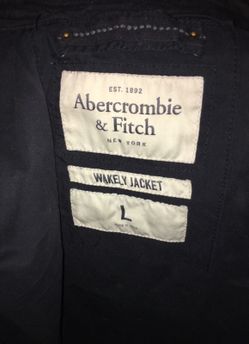 EST. 1892
Abercrombie
& Fitch
NEW YORK
WAKELY JACKET
L